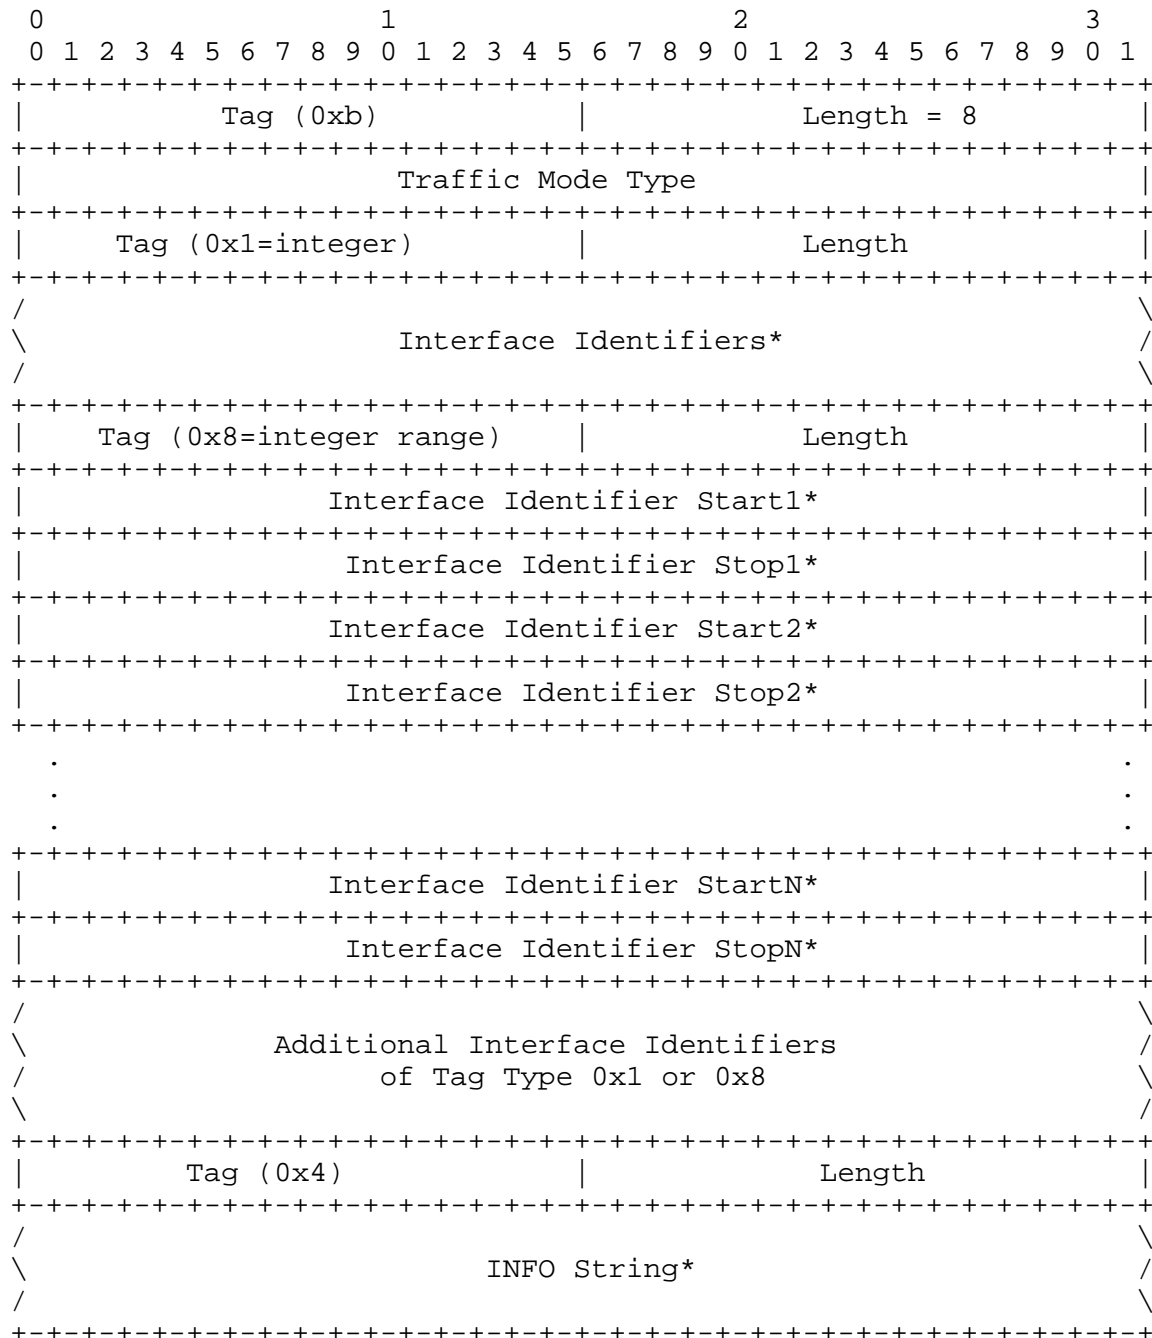 0                   1                   2                   3
 0 1 2 3 4 5 6 7 8 9 0 1 2 3 4 5 6 7 8 9 0 1 2 3 4 5 6 7 8 9 0 1
+-+-+-+-+-+-+-+-+-+-+-+-+-+-+-+-+-+-+-+-+-+-+-+-+-+-+-+-+-+-+-+-+
|           Tag (0xb)           |            Length = 8         |
+-+-+-+-+-+-+-+-+-+-+-+-+-+-+-+-+-+-+-+-+-+-+-+-+-+-+-+-+-+-+-+-+
|                     Traffic Mode Type                         |
+-+-+-+-+-+-+-+-+-+-+-+-+-+-+-+-+-+-+-+-+-+-+-+-+-+-+-+-+-+-+-+-+
|     Tag (0x1=integer)         |            Length             |
+-+-+-+-+-+-+-+-+-+-+-+-+-+-+-+-+-+-+-+-+-+-+-+-+-+-+-+-+-+-+-+-+
/                                                               \
\                     Interface Identifiers*                    /
/                                                               \
+-+-+-+-+-+-+-+-+-+-+-+-+-+-+-+-+-+-+-+-+-+-+-+-+-+-+-+-+-+-+-+-+
|    Tag (0x8=integer range)    |            Length             |
+-+-+-+-+-+-+-+-+-+-+-+-+-+-+-+-+-+-+-+-+-+-+-+-+-+-+-+-+-+-+-+-+
|                 Interface Identifier Start1*                  |
+-+-+-+-+-+-+-+-+-+-+-+-+-+-+-+-+-+-+-+-+-+-+-+-+-+-+-+-+-+-+-+-+
|                  Interface Identifier Stop1*                  |
+-+-+-+-+-+-+-+-+-+-+-+-+-+-+-+-+-+-+-+-+-+-+-+-+-+-+-+-+-+-+-+-+
|                 Interface Identifier Start2*                  |
+-+-+-+-+-+-+-+-+-+-+-+-+-+-+-+-+-+-+-+-+-+-+-+-+-+-+-+-+-+-+-+-+
|                  Interface Identifier Stop2*                  |
+-+-+-+-+-+-+-+-+-+-+-+-+-+-+-+-+-+-+-+-+-+-+-+-+-+-+-+-+-+-+-+-+
  .                                                            .
  .                                                            .
  .                                                            .
+-+-+-+-+-+-+-+-+-+-+-+-+-+-+-+-+-+-+-+-+-+-+-+-+-+-+-+-+-+-+-+-+
|                 Interface Identifier StartN*                  |
+-+-+-+-+-+-+-+-+-+-+-+-+-+-+-+-+-+-+-+-+-+-+-+-+-+-+-+-+-+-+-+-+
|                  Interface Identifier StopN*                  |
+-+-+-+-+-+-+-+-+-+-+-+-+-+-+-+-+-+-+-+-+-+-+-+-+-+-+-+-+-+-+-+-+
/                                                               \
\              Additional Interface Identifiers                 /
/                    of Tag Type 0x1 or 0x8                     \
\                                                               /
+-+-+-+-+-+-+-+-+-+-+-+-+-+-+-+-+-+-+-+-+-+-+-+-+-+-+-+-+-+-+-+-+
|         Tag (0x4)             |             Length            |
+-+-+-+-+-+-+-+-+-+-+-+-+-+-+-+-+-+-+-+-+-+-+-+-+-+-+-+-+-+-+-+-+
/                                                               \
\                          INFO String*                         /
/                                                               \
+-+-+-+-+-+-+-+-+-+-+-+-+-+-+-+-+-+-+-+-+-+-+-+-+-+-+-+-+-+-+-+-+